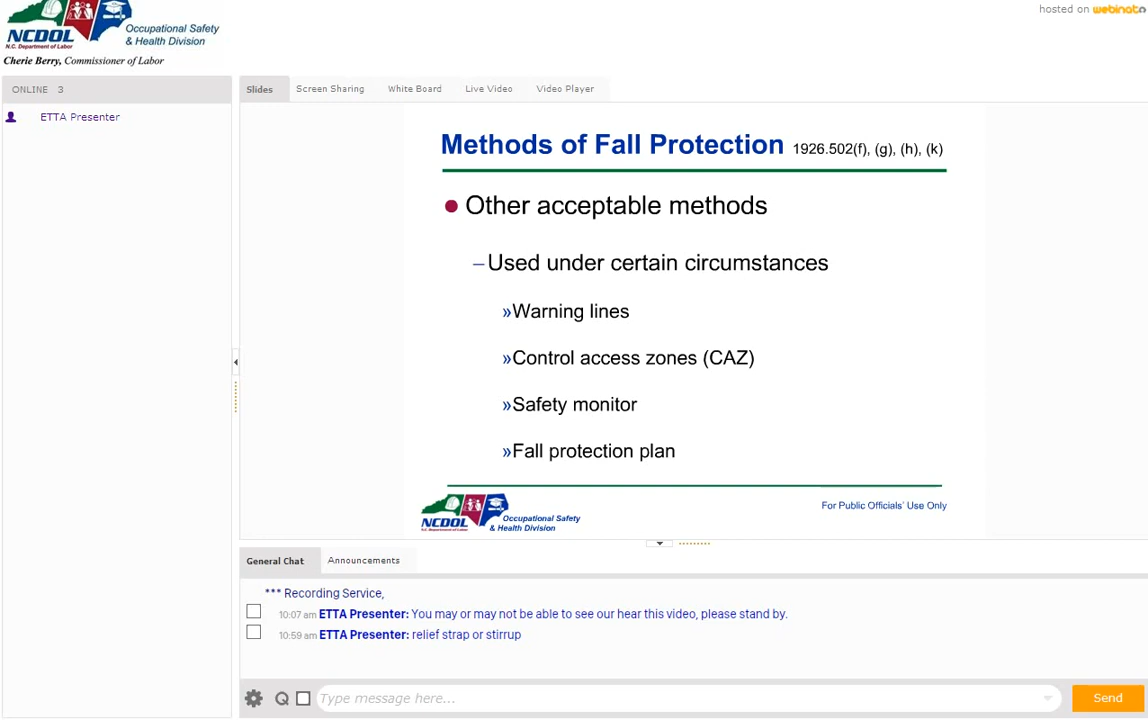 hosted on webinato
NCDOL
N.C. Department of Labor
Occupational Safety
& Health Division
Cherie Berry, Commissioner of Labor
ONLINE 3
ETTA Presenter
Slides Screen Sharing White Board Live Video Video Player
Methods of Fall Protection 1926.502(f), (g), (h), (k)
Other acceptable methods
–Used under certain circumstances
»Warning lines
»Control access zones (CAZ)
»Safety monitor
»Fall protection plan
NCDOL
N.C. Department of Labor
Occupational Safety
& Health Division
For Public Officials' Use Only
General Chat Announcements
*** Recording Service,
10:07 am ETTA Presenter: You may or may not be able to see our hear this video, please stand by.
10:59 am ETTA Presenter: relief strap or stirrup
Q Type message here... Send